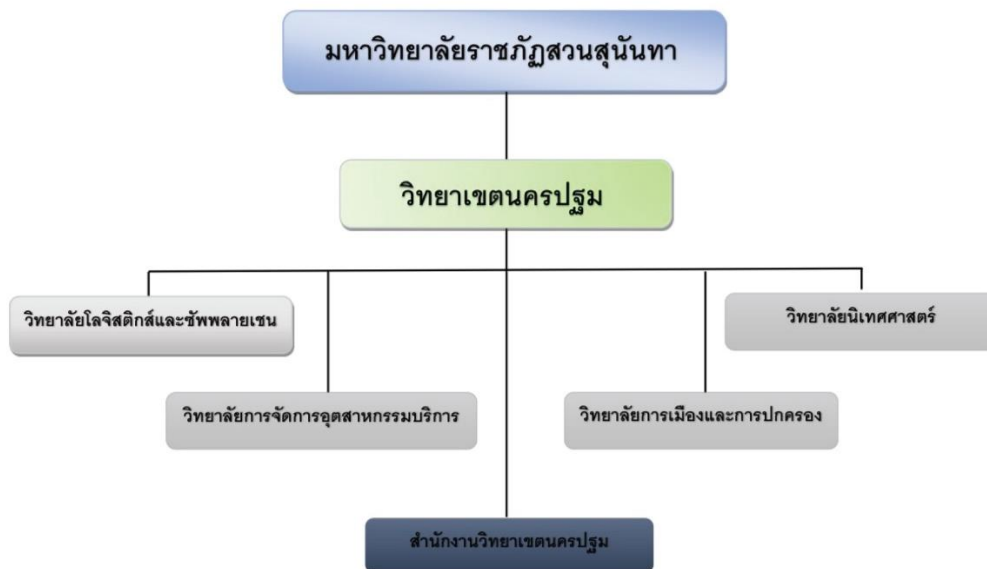 มหาวิทยาลัยราชภัฏสวนสุนันทา
วิทยาเขตนครปฐม
วิทยาลัยโลจิสติกส์และซัพพลายเชน
วิทยาลัยนิเทศศาสตร์
วิทยาลัยการจัดการอุตสาหกรรมบริการ
วิทยาลัยการเมืองและการปกครอง
สำนักงานวิทยาเขตนครปฐม